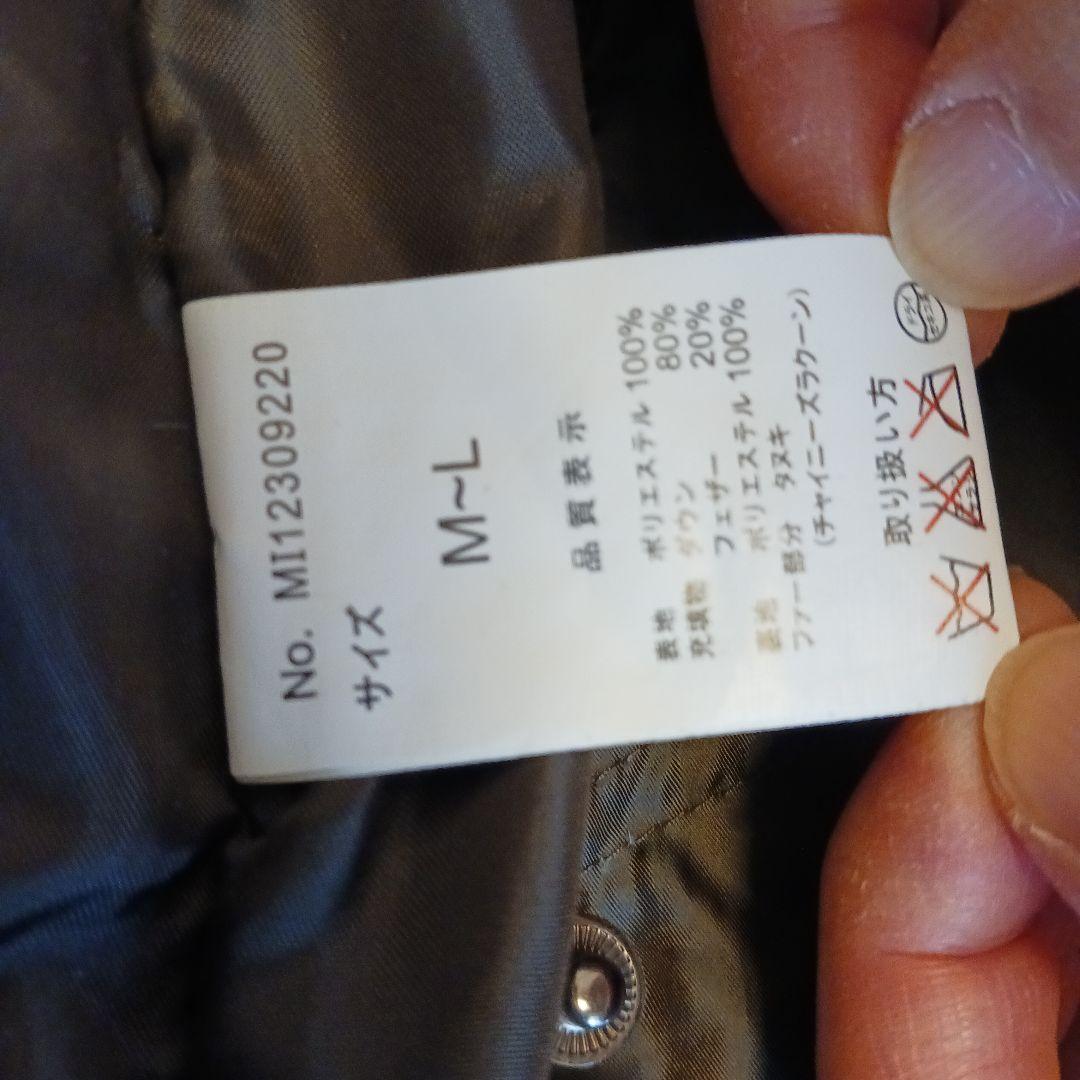 No. MI12309220
サイズ
M~L
品質表示
表地 ポリエステル 100%
充填物 ダウン 80%
フェザー 20%
裏地 ポリエステル 100%
ファー部分 タヌキ
(チャイニーズラクーン)
取り扱い方
ドライ